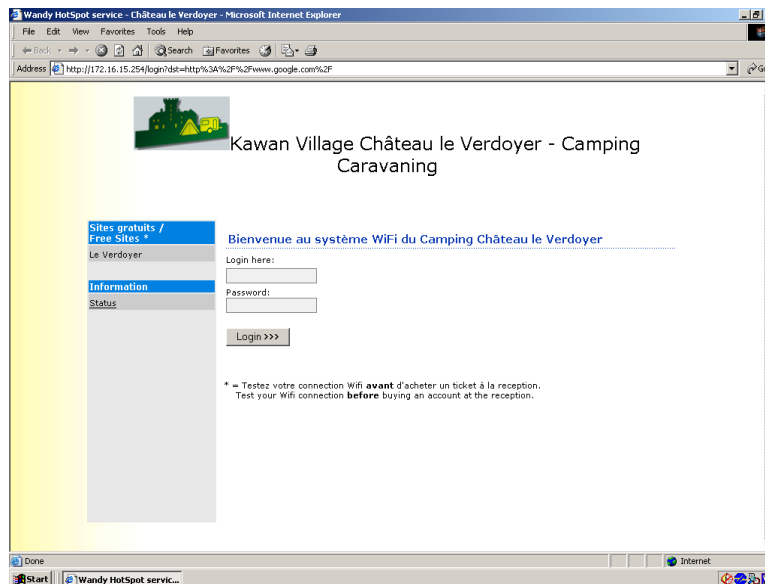 Wandy HotSpot service - Château le Verdoyer - Microsoft Internet Explorer
File Edit View Favorites Tools Help
Back Search Favorites
Address http://172.16.15.254/login?dst=http%3A%2F%2Fwww.google.com%2F
Kawan Village Château le Verdoyer - Camping
Caravaning
Sites gratuits /
Free Sites *
Le Verdoyer
Information
Status
Bienvenue au système WiFi du Camping Château le Verdoyer
Login here:
Password:
Login >>>
* = Testez votre connection Wifi avant d'acheter un ticket à la reception.
Test your Wifi connection before buying an account at the reception.
Done Internet
Start Wandy HotSpot servic...